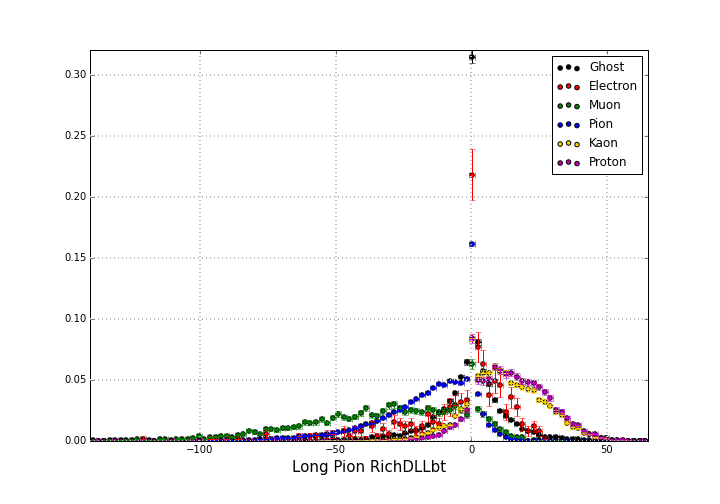 0.30
0.25
0.20
0.15
0.10
0.05
0.00
−100
−50
0
50
Long Pion RichDLLbt
Ghost
Electron
Muon
Pion
Kaon
Proton